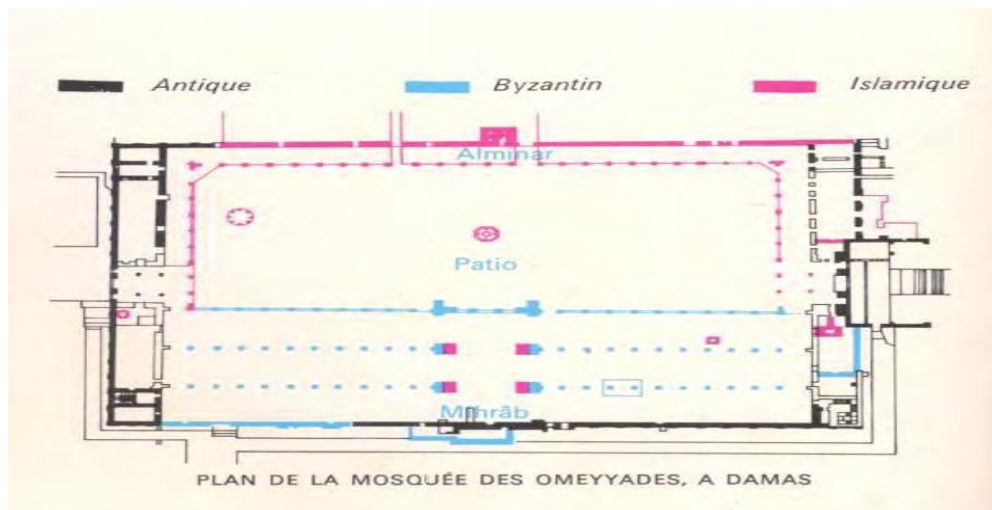 Antique Byzantin Islamique
Alminar
Patio
Mihrâb
PLAN DE LA MOSQUÉE DES OMEYYADES, A DAMAS